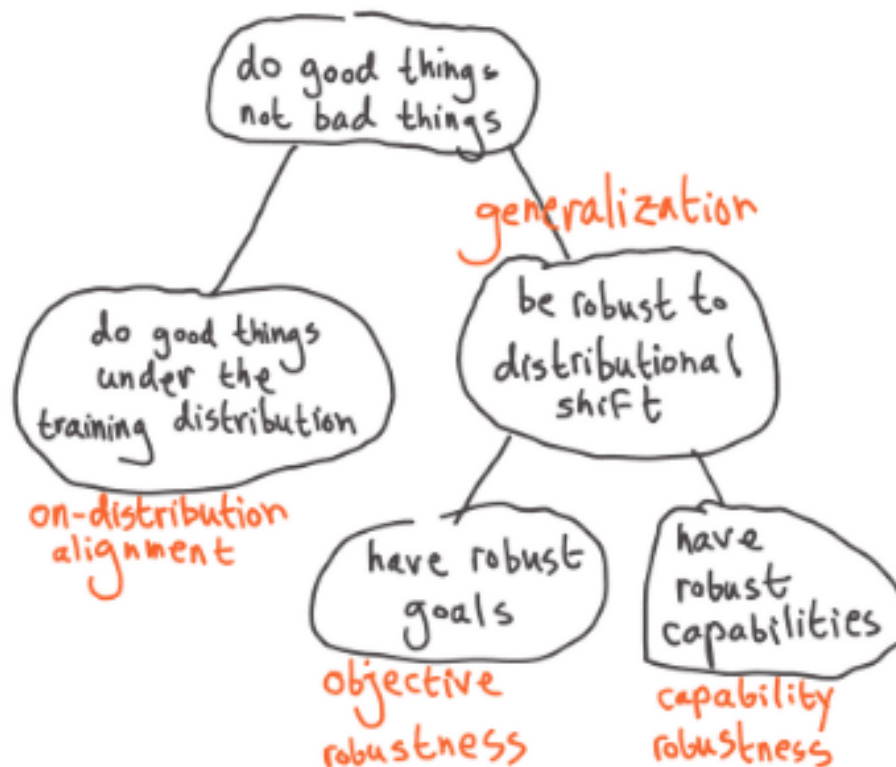 do good things
not bad things
generalization
do good things
under the
training distribution
on-distribution
alignment
be robust to
distributional
shift
have robust
goals
objective
robustness
have
robust
capabilities
capability
robustness